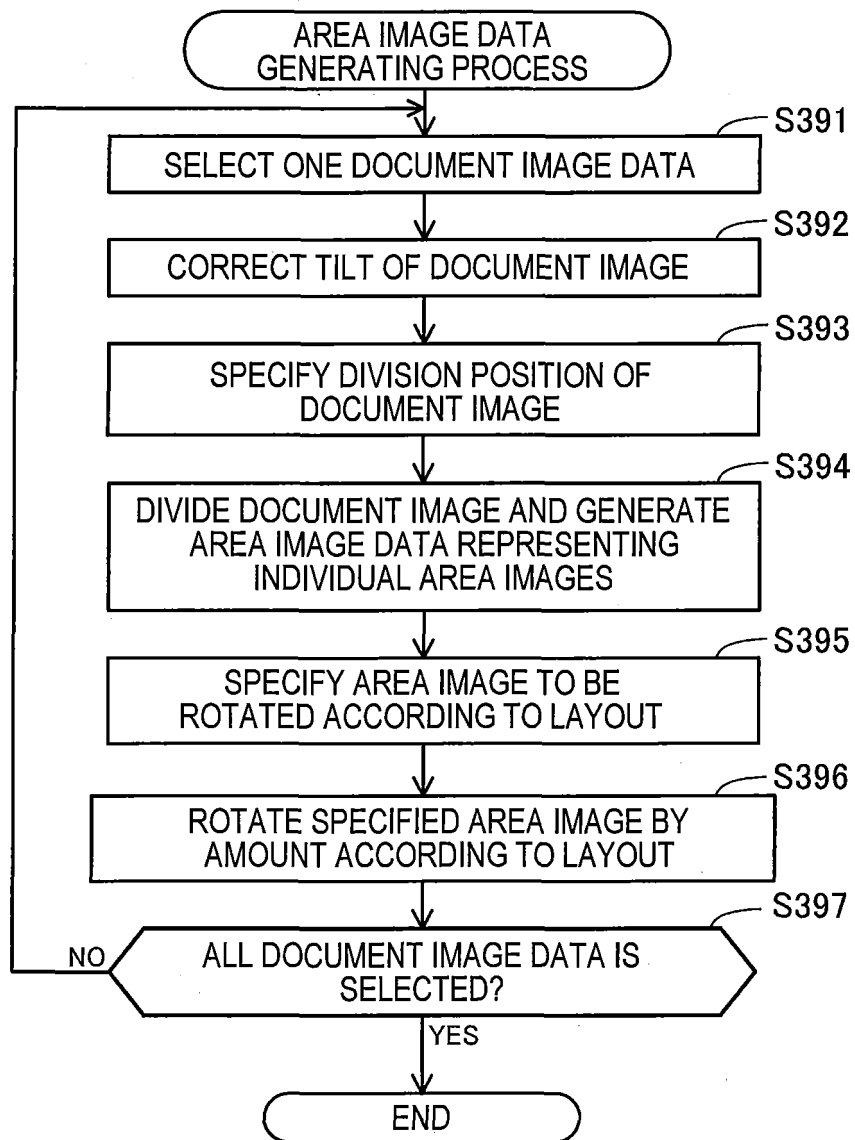 AREA IMAGE DATA
GENERATING PROCESS
S391
SELECT ONE DOCUMENT IMAGE DATA
S392
CORRECT TILT OF DOCUMENT IMAGE
S393
SPECIFY DIVISION POSITION OF
DOCUMENT IMAGE
S394
DIVIDE DOCUMENT IMAGE AND GENERATE
AREA IMAGE DATA REPRESENTING
INDIVIDUAL AREA IMAGES
S395
SPECIFY AREA IMAGE TO BE
ROTATED ACCORDING TO LAYOUT
S396
ROTATE SPECIFIED AREA IMAGE BY
AMOUNT ACCORDING TO LAYOUT
S397
NO
ALL DOCUMENT IMAGE DATA IS
SELECTED?
YES
END